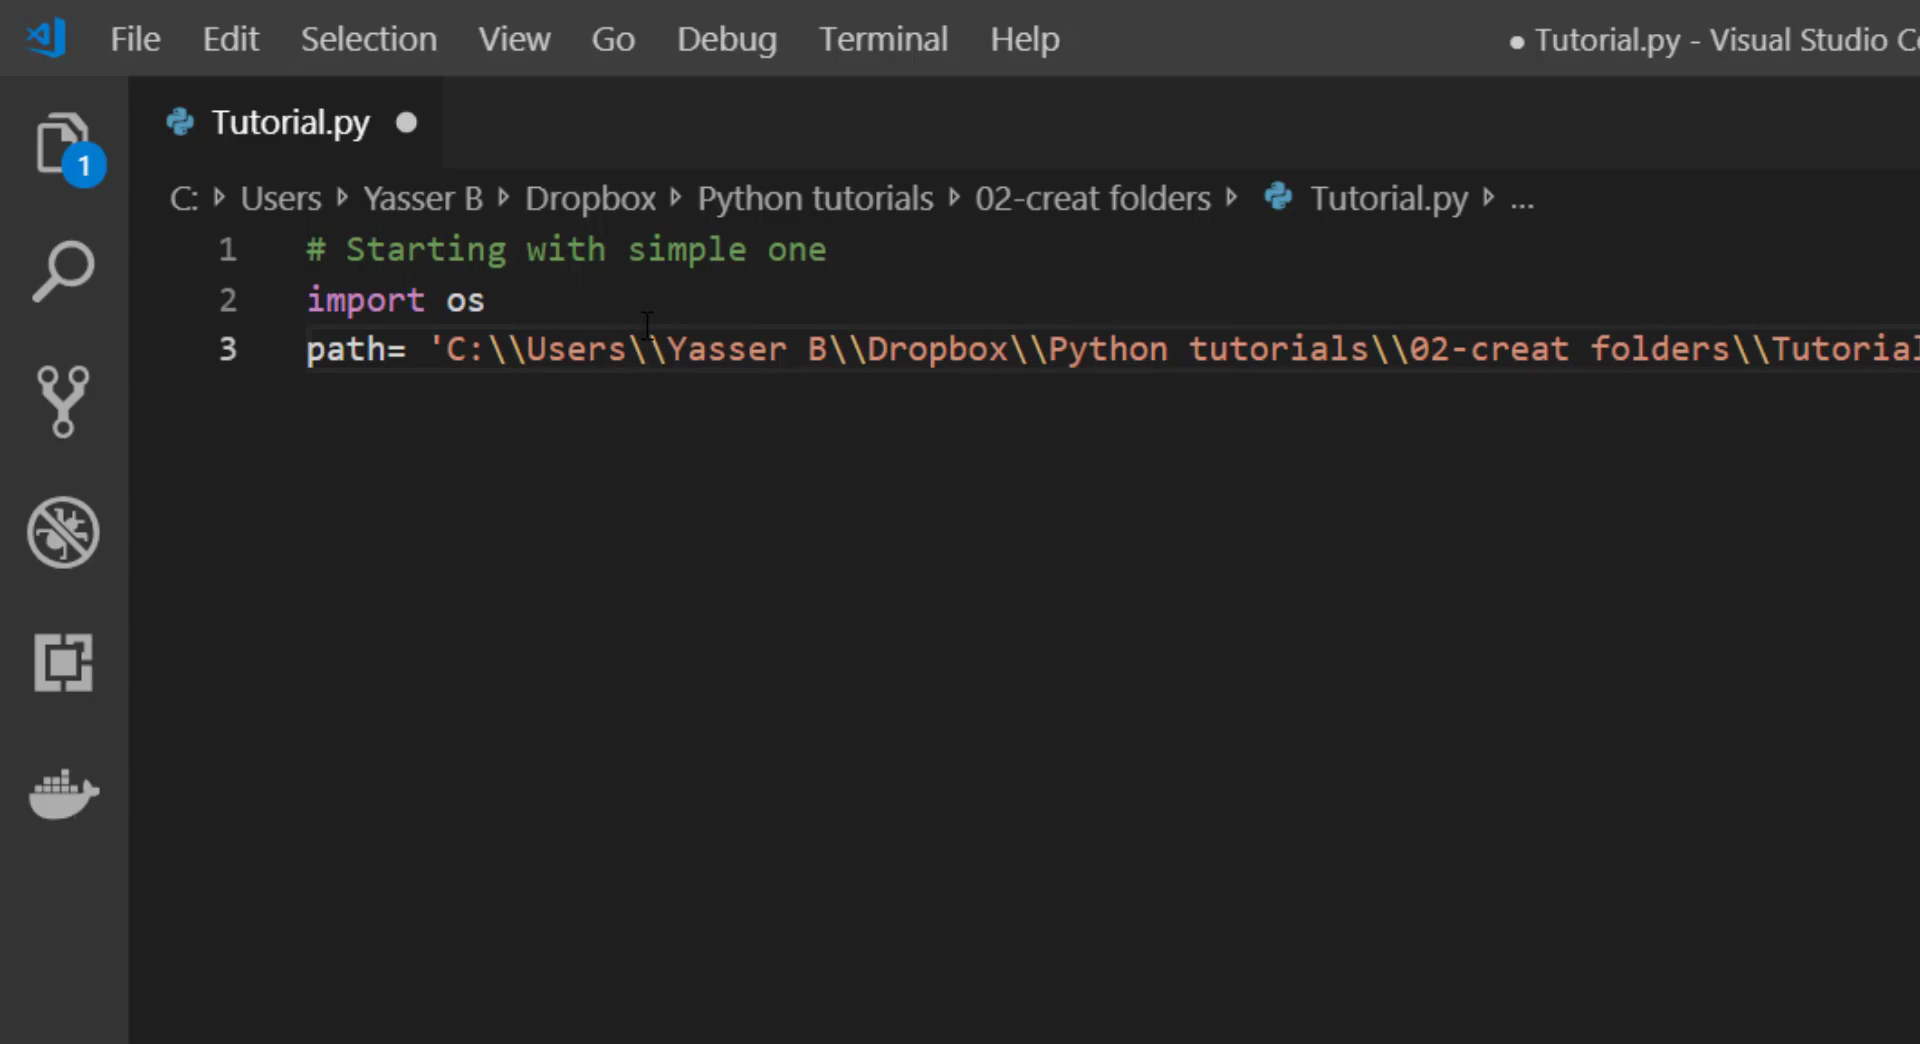 File Edit Selection View Go Debug Terminal Help ● Tutorial.py - Visual Studio
Tutorial.py
1
C: Users Yasser B Dropbox Python tutorials 02-creat folders Tutorial.py ...
1 # Starting with simple one
2 import os
3 path= 'C:\\Users\\Yasser B\\Dropbox\\Python tutorials\\02-creat folders\\Tutorial